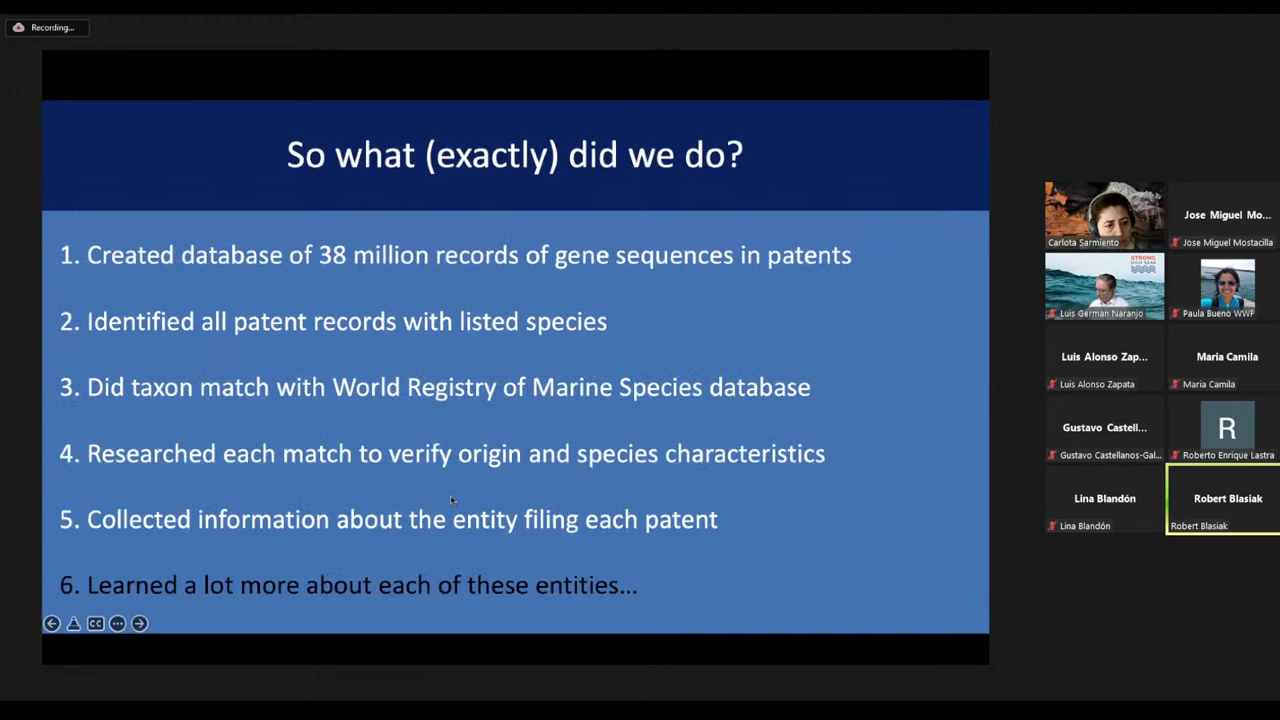 Recording...
So what (exactly) did we do?
1. Created database of 38 million records of gene sequences in patents
2. Identified all patent records with listed species
3. Did taxon match with World Registry of Marine Species database
4. Researched each match to verify origin and species characteristics
5. Collected information about the entity filing each patent
6. Learned a lot more about each of these entities...
CC
Carlota Sarmiento
Jose Miguel Mo...
Jose Miguel Mostacilla
STRONG
HIGH SEAS
Luis German Naranjo
Paula Bueno WWF
Luis Alonso Zap...
Luis Alonso Zapata
Maria Camila
Maria Camila
Gustavo Castell...
Gustavo Castellanos-Gal...
R
Roberto Enrique Lastra
Lina Blandón
Lina Blandón
Robert Blasiak
Robert Blasiak